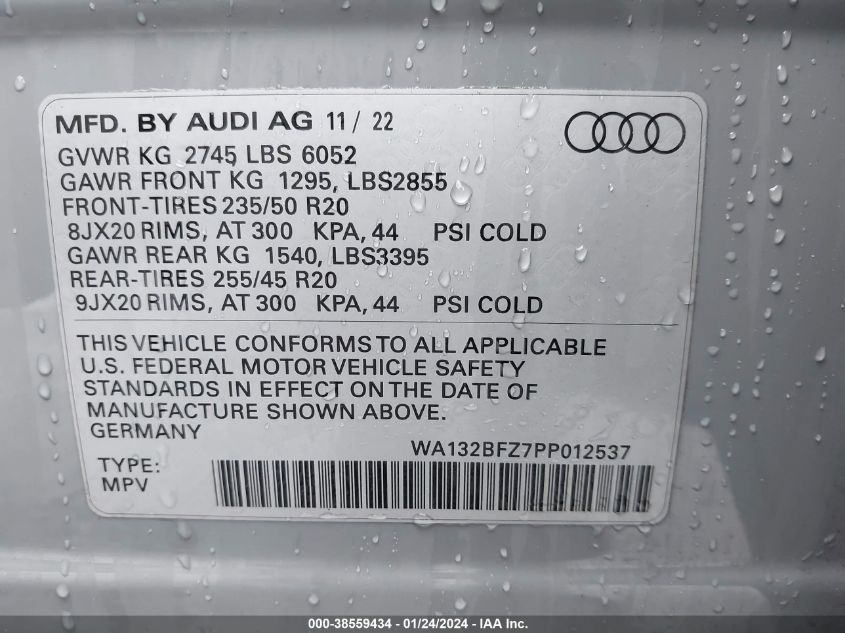 MFD. BY AUDI AG 11/ 22
GVWR KG 2745 LBS 6052
GAWR FRONT KG 1295, LBS2855
FRONT-TIRES 235/50 R20
8JX20 RIMS, AT 300 KPA, 44 PSI COLD
GAWR REAR KG 1540, LBS3395
REAR-TIRES 255/45 R20
9JX20 RIMS, AT 300 KPA, 44 PSI COLD
THIS VEHICLE CONFORMS TO ALL APPLICABLE
U.S. FEDERAL MOTOR VEHICLE SAFETY
STANDARDS IN EFFECT ON THE DATE OF
MANUFACTURE SHOWN ABOVE.
GERMANY
WA132BFZ7PP012537
TYPE:
MPV
000-38559434 - 01/24/2024 - IAA Inc.